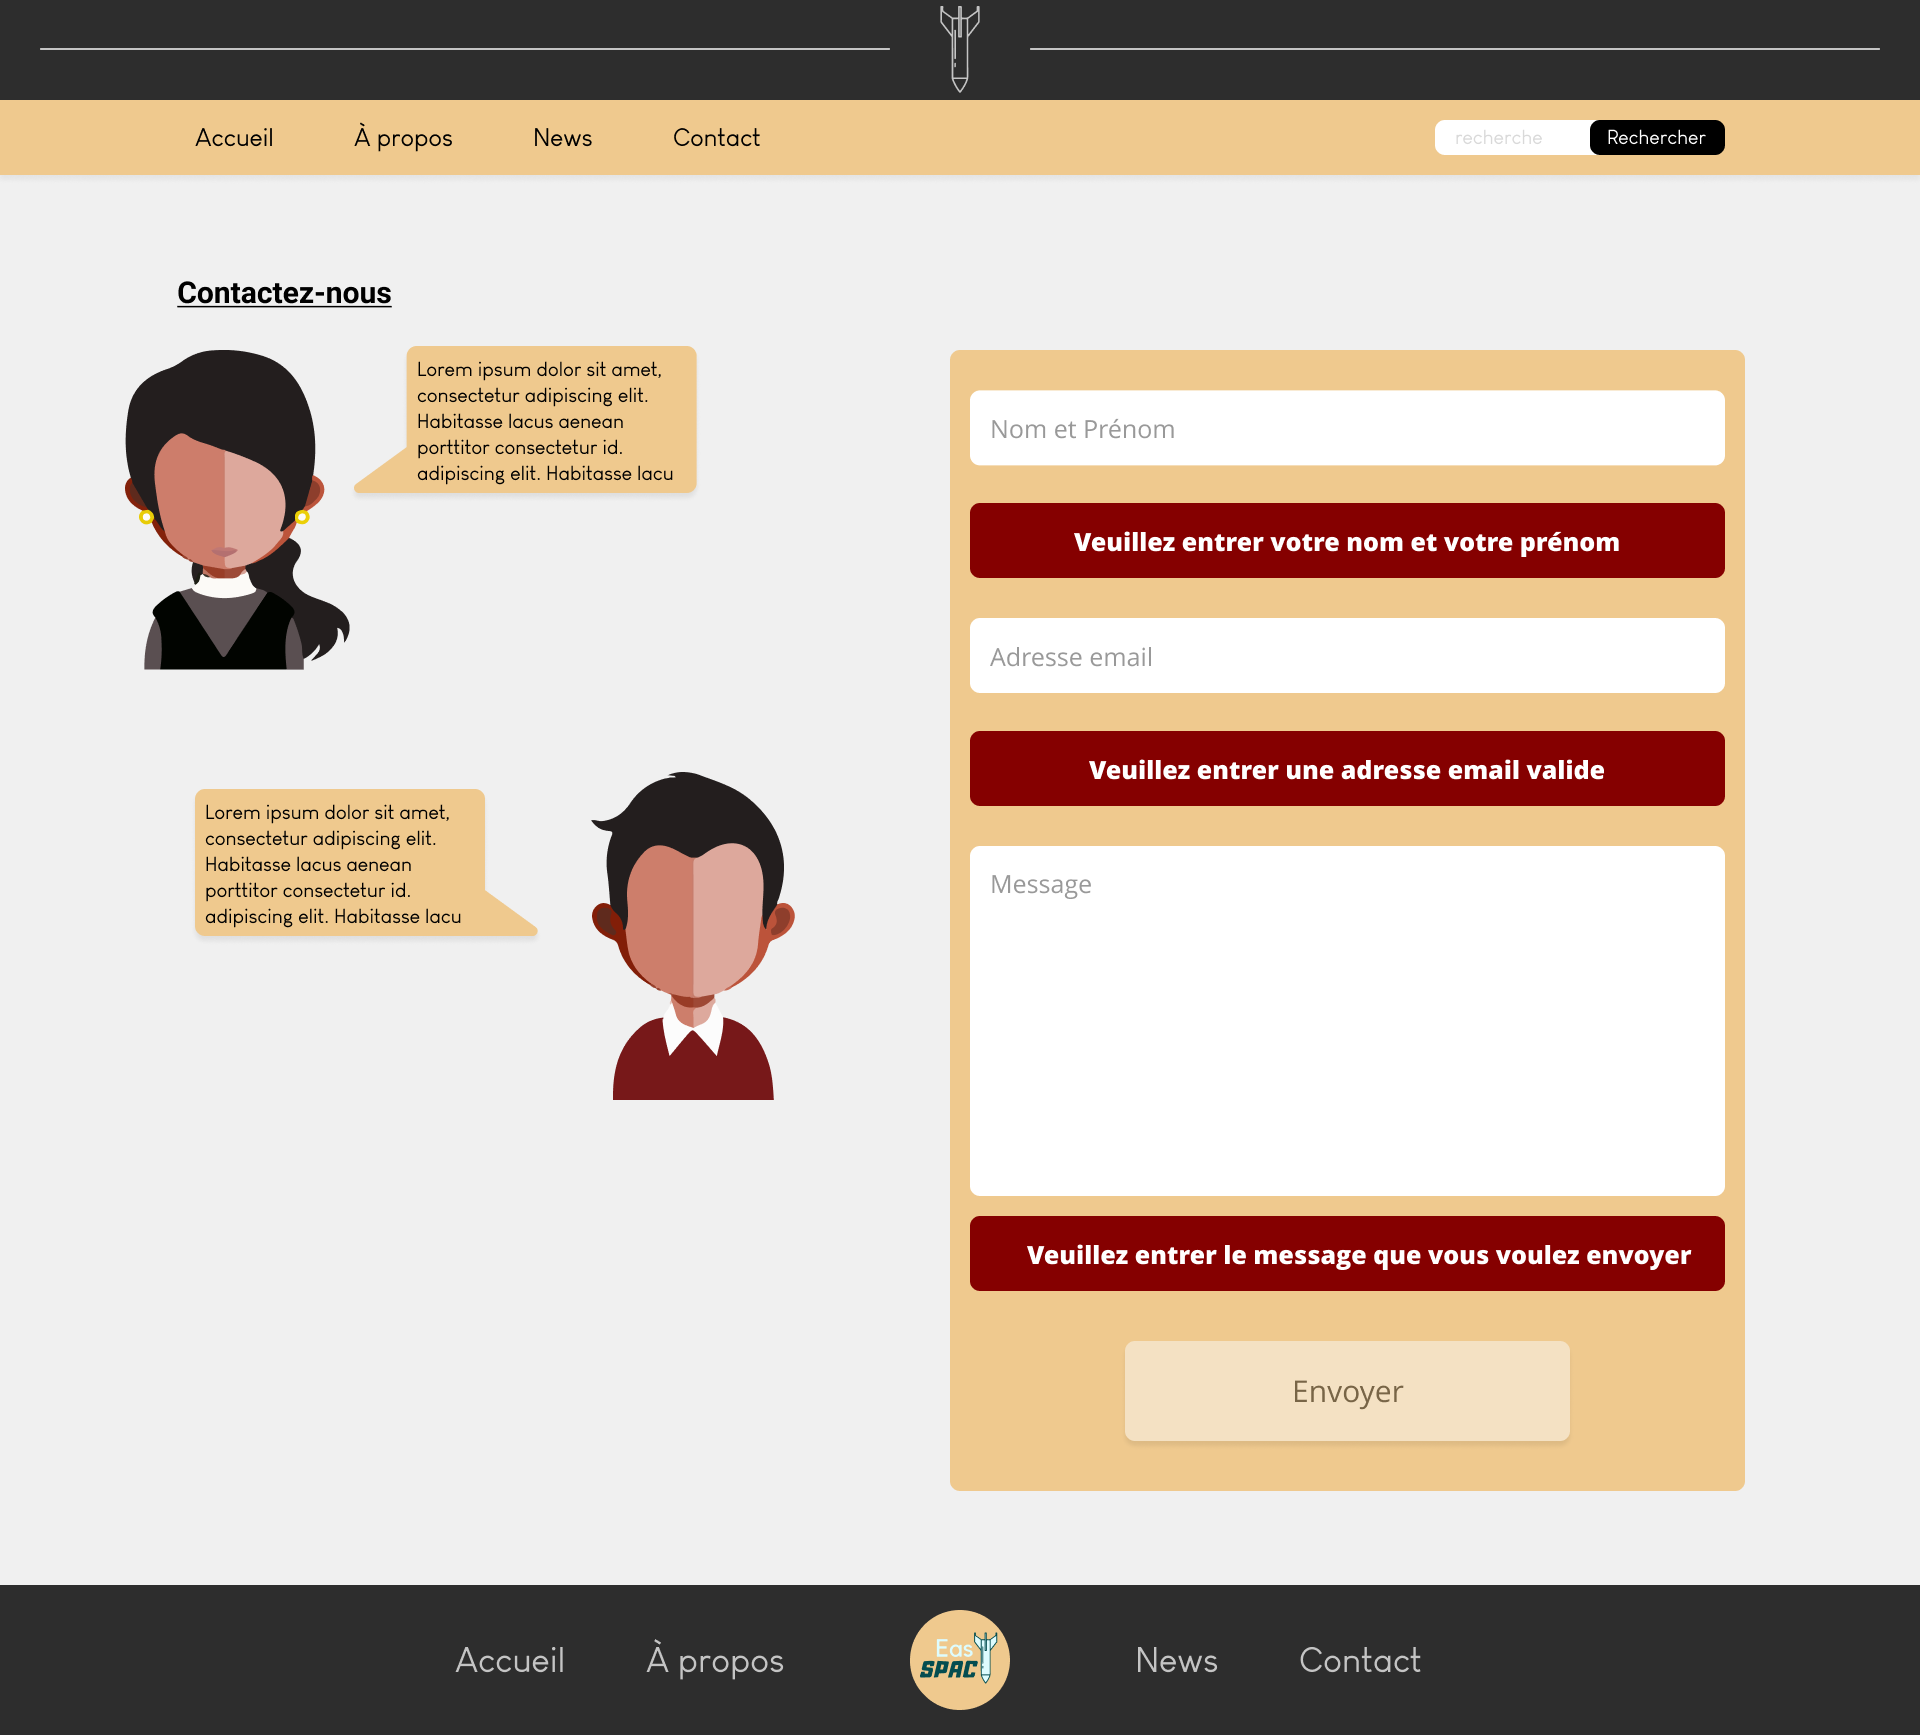 Accueil
À propos
News
Contact
recherche
Rechercher
Contactez-nous
Lorem ipsum dolor sit amet,
consectetur adipiscing elit.
Habitasse lacus aenean
porttitor consectetur id.
adipiscing elit. Habitasse lacu
Lorem ipsum dolor sit amet,
consectetur adipiscing elit.
Habitasse lacus aenean
porttitor consectetur id.
adipiscing elit. Habitasse lacu
Nom et Prénom
Veuillez entrer votre nom et votre prénom
Adresse email
Veuillez entrer une adresse email valide
Message
Veuillez entrer le message que vous voulez envoyer
Envoyer
Accueil
À propos
Eas
SPAC
News
Contact